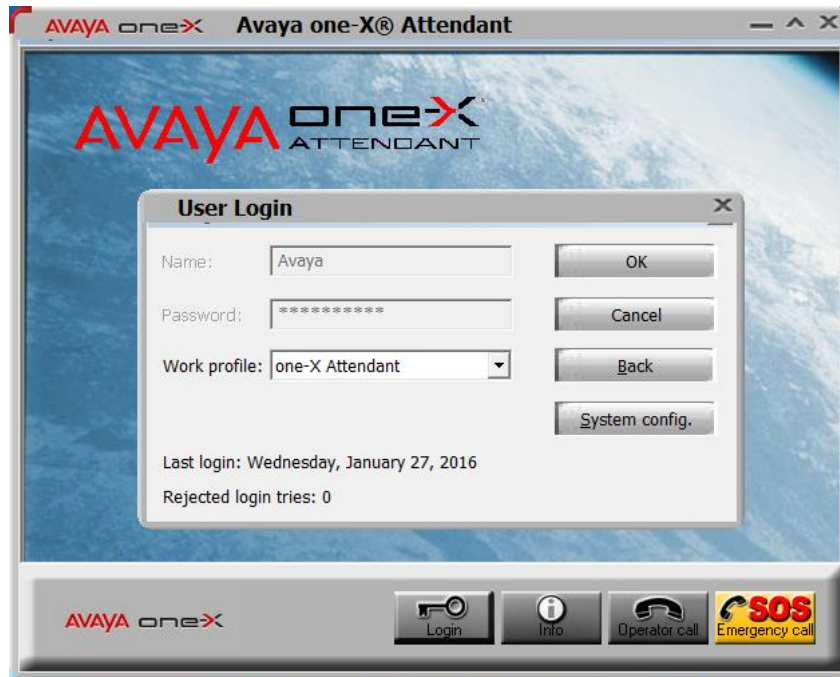 AVAYA one-X Avaya one-X® Attendant
AVAYA one-X
ATTENDANT
User Login
Name: Avaya
OK
Password: **********
Cancel
Work profile: one-X Attendant
Back
System config.
Last login: Wednesday, January 27, 2016
Rejected login tries: 0
AVAYA one-X
Login
Info
Operator call
SOS
Emergency call